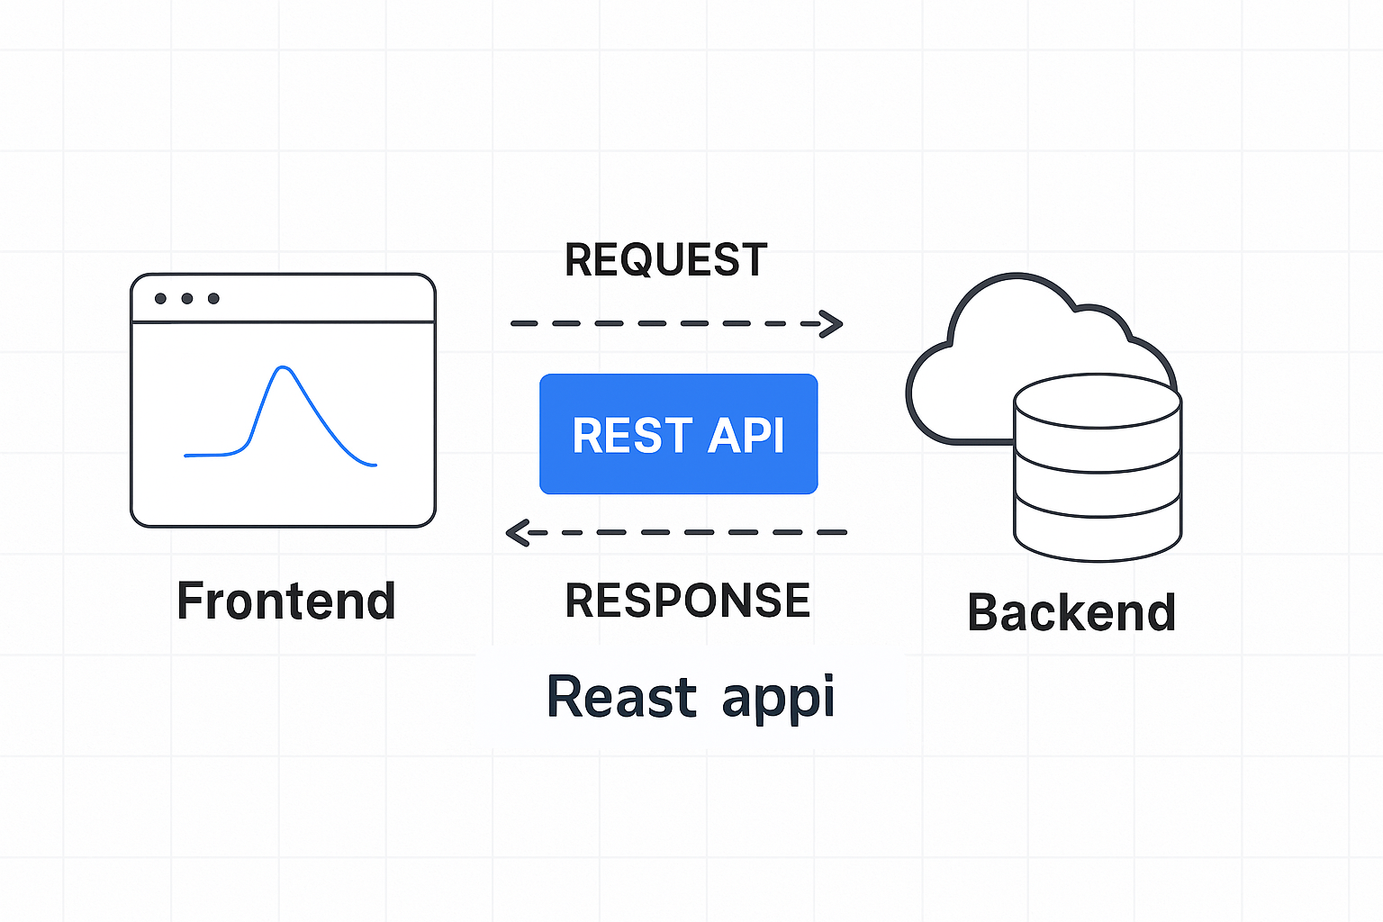 REQUEST
REST API
RESPONSE
Frontend
Backend
Reast appi